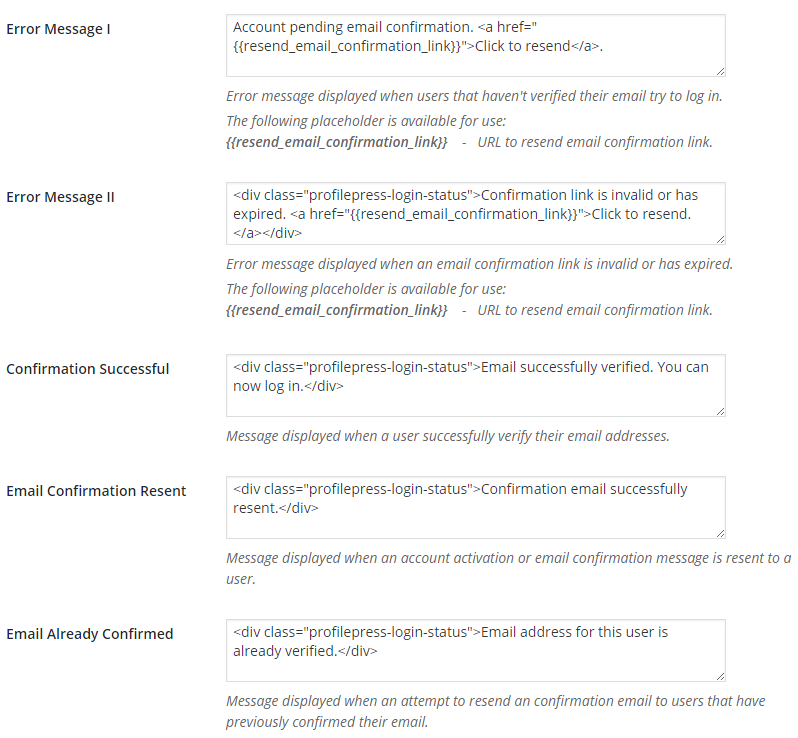 Error Message I
Account pending email confirmation. <a href="
{{resend_email_confirmation_link}}">Click to resend</a>.
Error message displayed when users that haven't verified their email try to log in.
The following placeholder is available for use:
{{resend_email_confirmation_link}} - URL to resend email confirmation link.
Error Message II
<div class="profilepress-login-status">Confirmation link is invalid or has
expired. <a href="{{resend_email_confirmation_link}}">Click to resend.
</a></div>
Error message displayed when an email confirmation link is invalid or has expired.
The following placeholder is available for use:
{{resend_email_confirmation_link}} - URL to resend email confirmation link.
Confirmation Successful
<div class="profilepress-login-status">Email successfully verified. You can
now log in.</div>
Message displayed when a user successfully verify their email addresses.
Email Confirmation Resent
<div class="profilepress-login-status">Confirmation email successfully
resent.</div>
Message displayed when an account activation or email confirmation message is resent to a
user.
Email Already Confirmed
<div class="profilepress-login-status">Email address for this user is
already verified.</div>
Message displayed when an attempt to resend an confirmation email to users that have
previously confirmed their email.